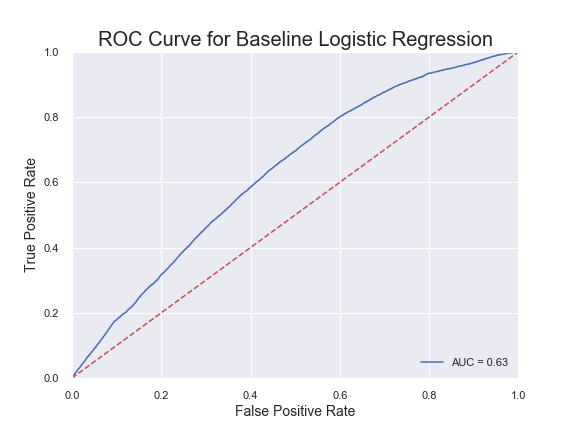 ROC Curve for Baseline Logistic Regression
1.0
0.8
0.6
0.4
0.2
0.0
True Positive Rate
AUC = 0.63
0.0 0.2 0.4 0.6 0.8 1.0
False Positive Rate